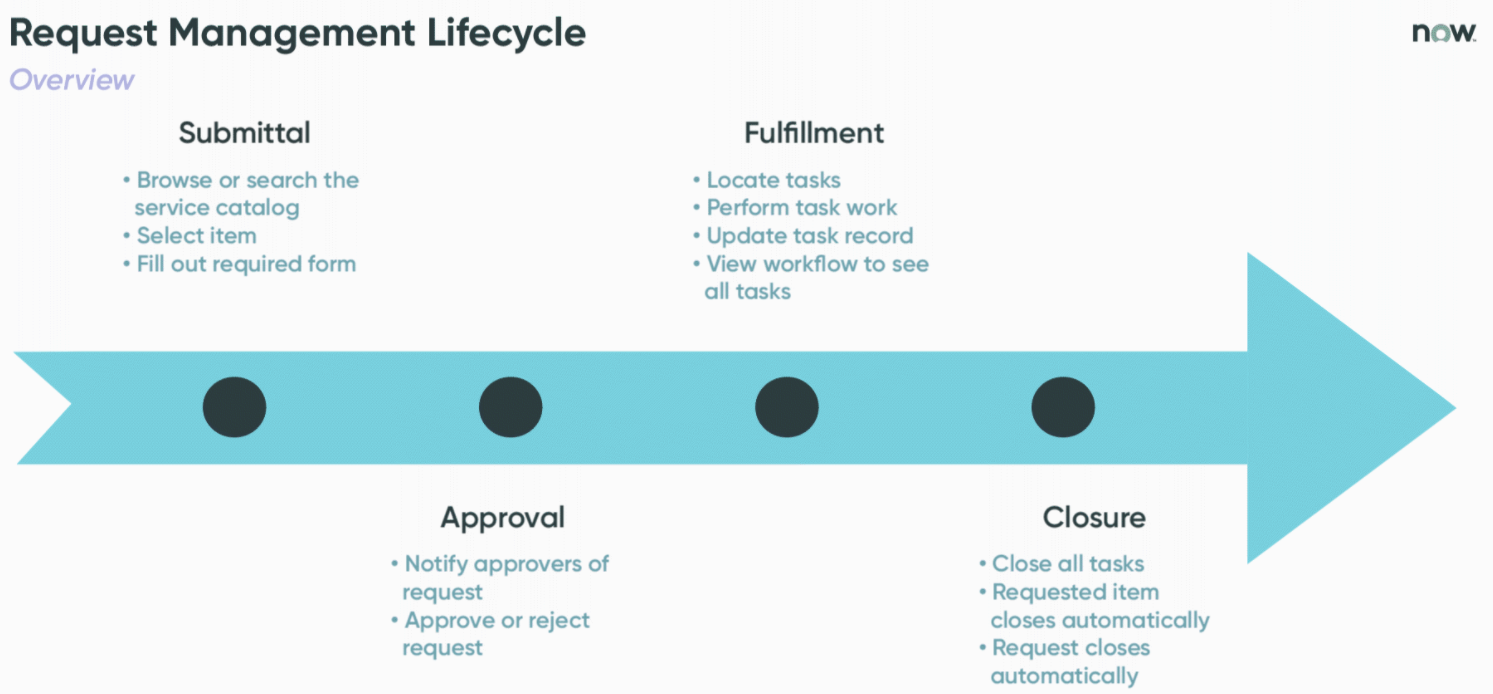 Request Management Lifecycle
now
Overview
Submittal
• Browse or search the
service catalog
• Select item
• Fill out required form
Fulfillment
• Locate tasks
• Perform task work
• Update task record
• View workflow to see
all tasks
Approval
• Notify approvers of
request
• Approve or reject
request
Closure
• Close all tasks
• Requested item
closes automatically
• Request closes
automatically